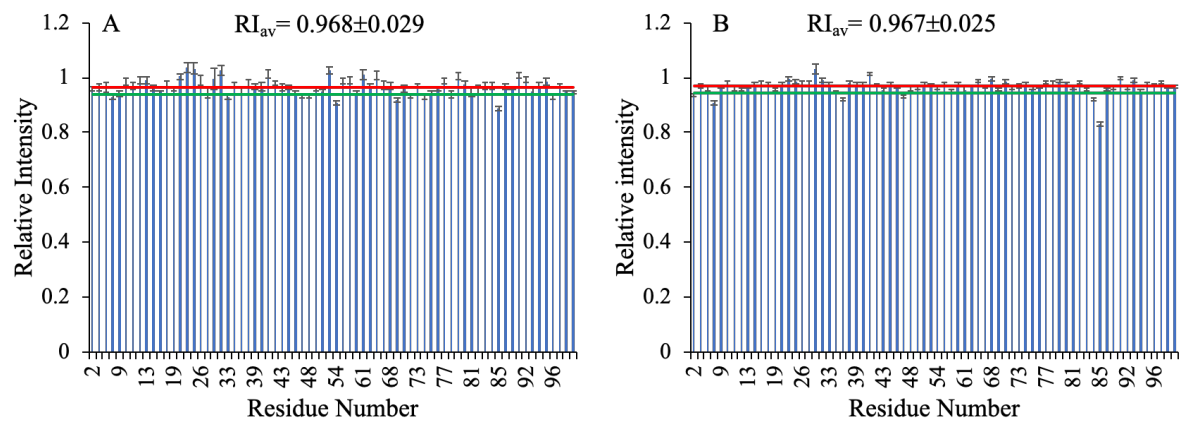 A
RIav= 0.968±0.029
Relative Intensity
1.2
1
0.8
0.6
0.4
0.2
0
2 9 13 19 26 33 39 43 48 54 61 67 73 77 81 85 92 96
Residue Number
B
RIav= 0.967±0.025
Relative intensity
1.2
1
0.8
0.6
0.4
0.2
0
2 9 13 19 26 33 39 43 48 54 61 67 73 77 81 85 92 96
Residue Number